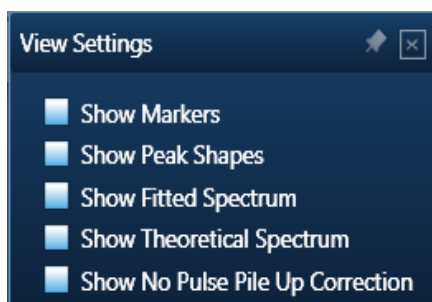 View Settings
Show Markers
Show Peak Shapes
Show Fitted Spectrum
Show Theoretical Spectrum
Show No Pulse Pile Up Correction